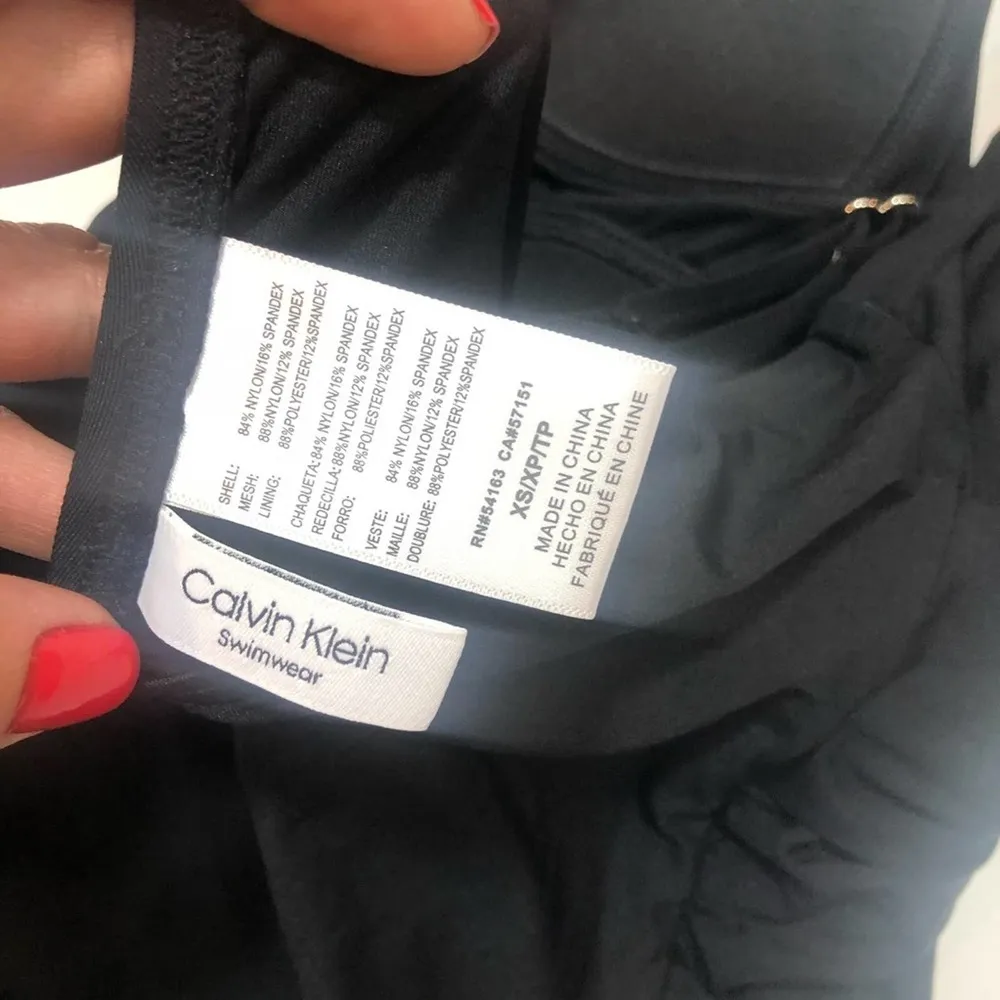 SHELL: 84% NYLON/16% SPANDEX
MESH: 88%NYLON/12% SPANDEX
LINING: 88%POLYESTER/12%SPANDEX
CHAQUETA:84% NYLON/16% SPANDEX
REDECILLA:88%NYLON/12% SPANDEX
FORRO: 88%POLIESTER/12%SPANDEX
VESTE: 84% NYLON/16% SPANDEX
MAILLE: 88%NYLON/12% SPANDEX
DOUBLURE: 88%POLYESTER/12%SPANDEX
RN#54163 CA#57151
XS/XP/TP
MADE IN CHINA
HECHO EN CHINA
FABRIQUÉ EN CHINE
Calvin Klein
Swimwear